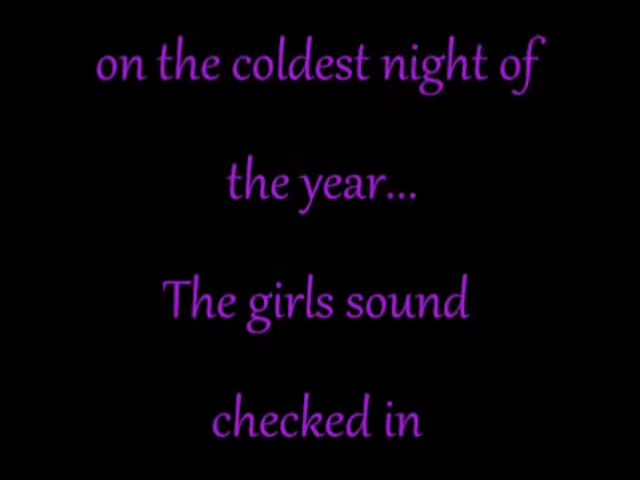 on the coldest night of
the year...
The girls sound
checked in